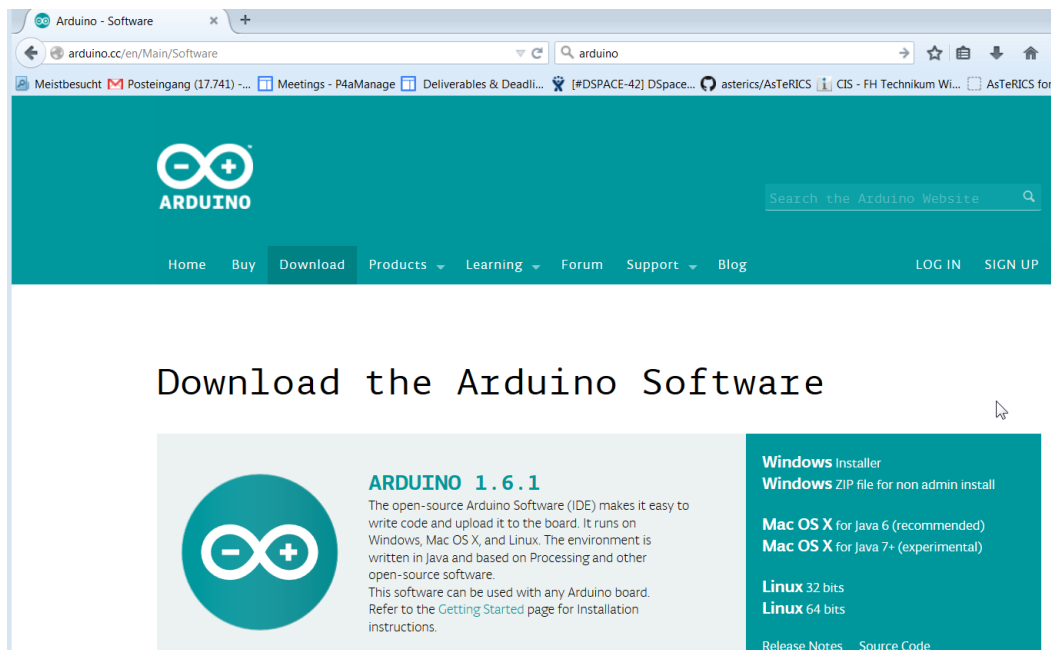 Arduino - Software
arduino.cc/en/Main/Software
arduino
Meistbesucht Posteingang (17.741) -... Meetings - P4aManage Deliverables & Deadli... [#DSPACE-42] DSpace... asterics/AsTeRICS CIS - FH Technikum Wi... AsTeRICS for
ARDUINO
Search the Arduino Website
Home Buy Download Products Learning Forum Support Blog LOG IN SIGN UP
Download the Arduino Software
ARDUINO 1.6.1
The open-source Arduino Software (IDE) makes it easy to
write code and upload it to the board. It runs on
Windows, Mac OS X, and Linux. The environment is
written in Java and based on Processing and other
open-source software.
This software can be used with any Arduino board.
Refer to the Getting Started page for Installation
instructions.
Windows Installer
Windows ZIP file for non admin install
Mac OS X for Java 6 (recommended)
Mac OS X for Java 7+ (experimental)
Linux 32 bits
Linux 64 bits
Release Notes Source Code